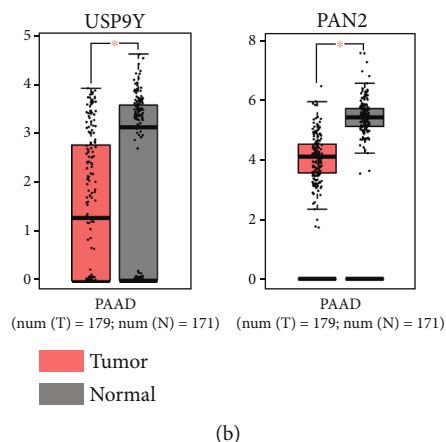 USP9Y
PAN2
*
*
5
4
3
2
1
0
8
6
4
2
0
PAAD
(num (T) = 179; num (N) = 171)
PAAD
(num (T) = 179; num (N) = 171)
Tumor
Normal
(b)